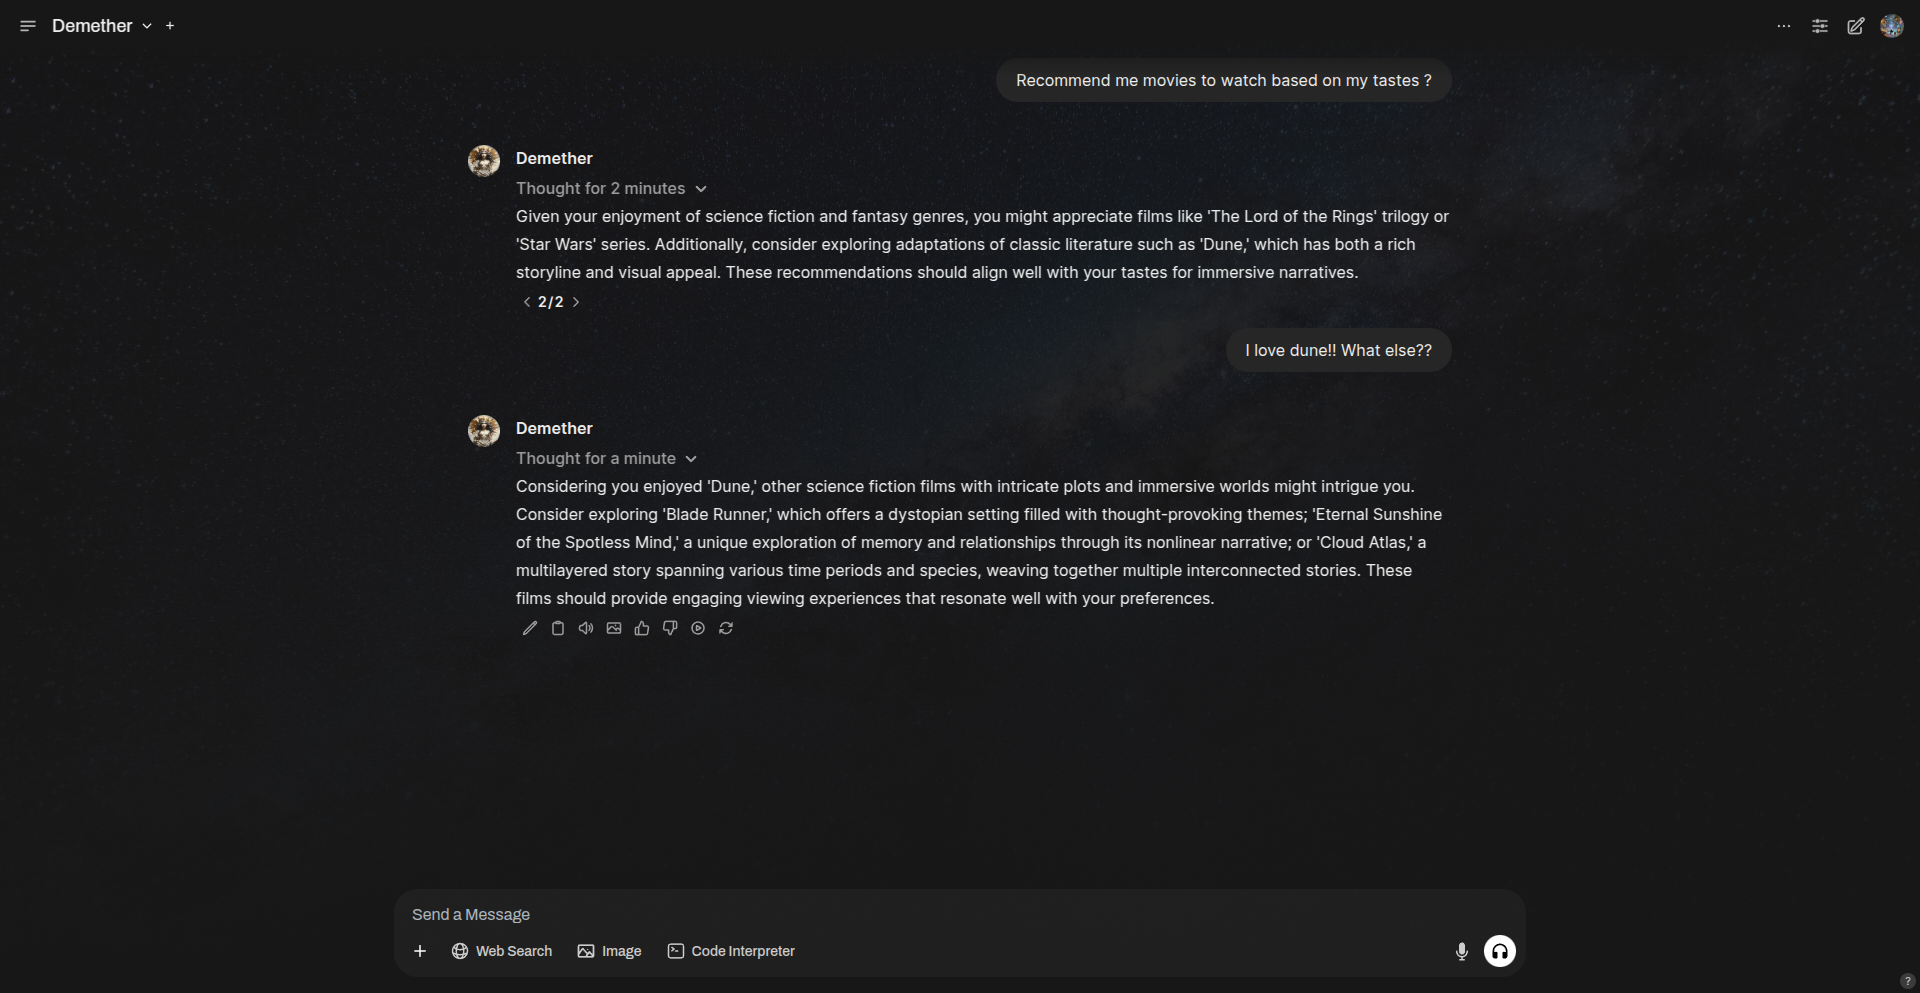 Demether
Recommend me movies to watch based on my tastes ?
Demether
Thought for 2 minutes
Given your enjoyment of science fiction and fantasy genres, you might appreciate films like 'The Lord of the Rings' trilogy or
'Star Wars' series. Additionally, consider exploring adaptations of classic literature such as 'Dune,' which has both a rich
storyline and visual appeal. These recommendations should align well with your tastes for immersive narratives.
2/2
I love dune!! What else??
Demether
Thought for a minute
Considering you enjoyed 'Dune,' other science fiction films with intricate plots and immersive worlds might intrigue you.
Consider exploring 'Blade Runner,' which offers a dystopian setting filled with thought-provoking themes; 'Eternal Sunshine
of the Spotless Mind,' a unique exploration of memory and relationships through its nonlinear narrative; or 'Cloud Atlas,' a
multilayered story spanning various time periods and species, weaving together multiple interconnected stories. These
films should provide engaging viewing experiences that resonate well with your preferences.
Send a Message
Web Search Image Code Interpreter
?